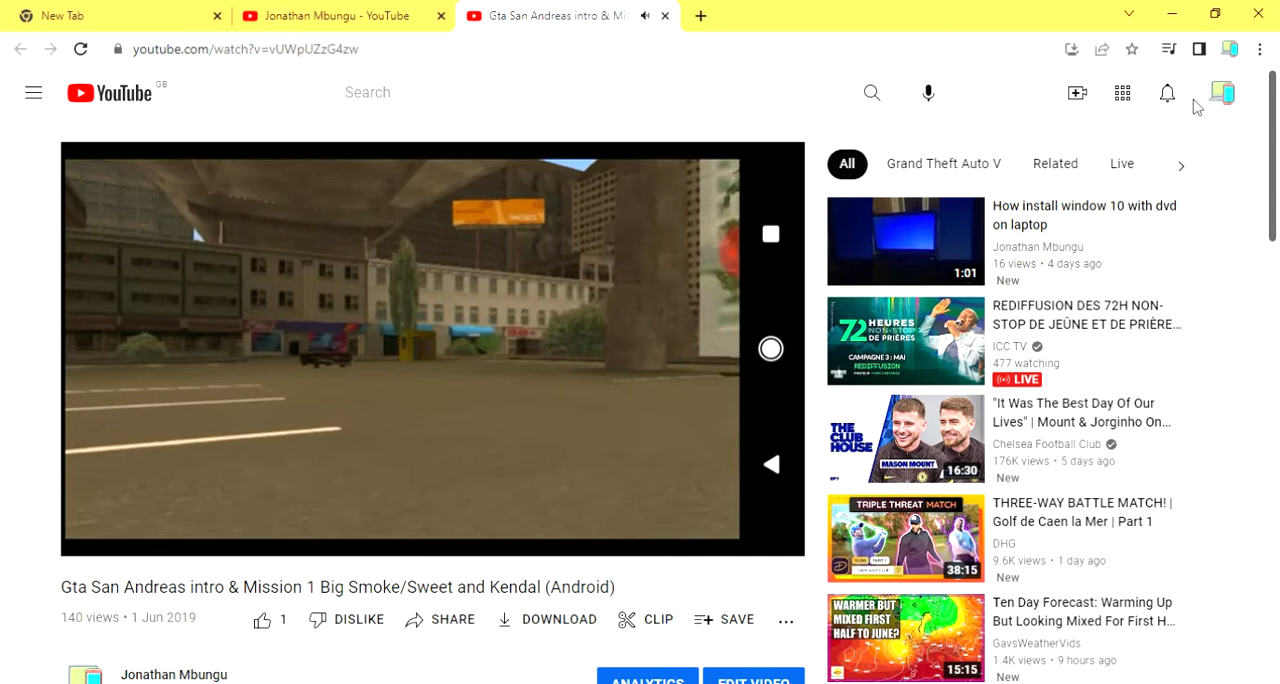 New Tab
Jonathan Mbungu - YouTube
Gta San Andreas intro & Mi
youtube.com/watch?v=vUWpUZzG4zw
YouTube GB
Search
All
Grand Theft Auto V
Related
Live
How install window 10 with dvd
on laptop
Jonathan Mbungu
16 views • 4 days ago
New
1:01
REDIFFUSION DES 72H NON-
STOP DE JEÛNE ET DE PRIÈRE...
ICC TV
477 watching
LIVE
72 HEURES
NON-STOP
DE PRIÈRES
CAMPAGNE 3: MAI
REDIFFUSION
"It Was The Best Day Of Our
Lives" | Mount & Jorginho On...
Chelsea Football Club
176K views • 5 days ago
New
THE
CLUB
HOUSE
MASON MOUNT
16:30
THREE-WAY BATTLE MATCH! |
Golf de Caen la Mer | Part 1
DHG
9.6K views • 1 day ago
New
TRIPLE THREAT MATCH
38:15
Ten Day Forecast: Warming Up
But Looking Mixed For First H...
GavsWeatherVids
1.4K views • 9 hours ago
New
WARMER BUT
MIXED FIRST
HALF TO JUNE?
15:15
Gta San Andreas intro & Mission 1 Big Smoke/Sweet and Kendal (Android)
140 views • 1 Jun 2019
1
DISLIKE
SHARE
DOWNLOAD
CLIP
SAVE
Jonathan Mbungu
ANALYTICS
EDIT VIDEO